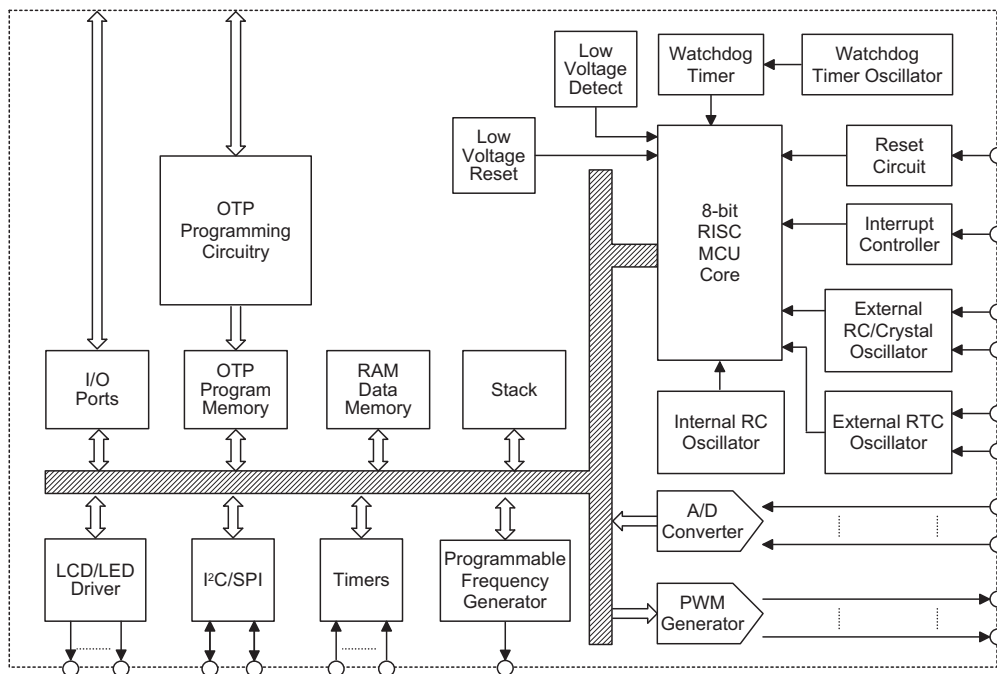 Low
Voltage
Detect
Watchdog
Timer
Watchdog
Timer Oscillator
Low
Voltage
Reset
Reset
Circuit
OTP
Programming
Circuitry
8-bit
RISC
MCU
Core
Interrupt
Controller
External
RC/Crystal
Oscillator
I/O
Ports
OTP
Program
Memory
RAM
Data
Memory
Stack
Internal RC
Oscillator
External RTC
Oscillator
A/D
Converter
LCD/LED
Driver
I²C/SPI
Timers
Programmable
Frequency
Generator
PWM
Generator